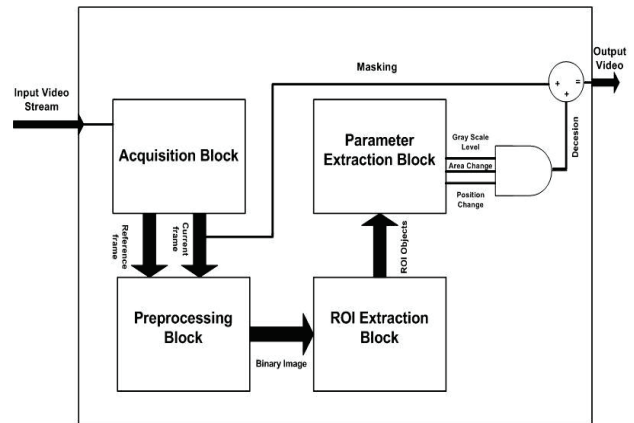 Output
Video
Masking
Input Video
Stream
Acquisition Block
Parameter
Extraction Block
Gray Scale
Level
Area Change
Position
Change
Decesion
Reference
frame
Current
frame
ROI Objects
Preprocessing
Block
Binary Image
ROI Extraction
Block
+
+
=